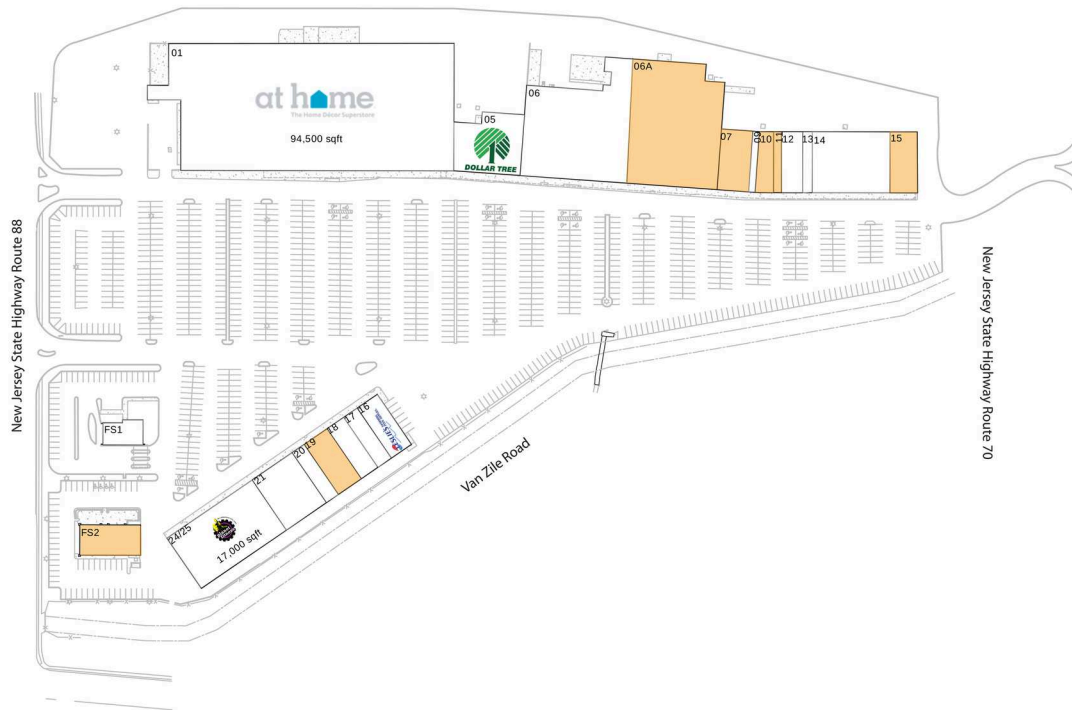 01
at home
The Home Décor Superstore
94,500 sqft
05
DOLLAR TREE
06
06A
07
09
10
11
12
13
14
15
New Jersey State Highway Route 88
New Jersey State Highway Route 70
Van Zile Road
FS1
FS2
16
17
18
19
20
21
24/25
17,000 sqft